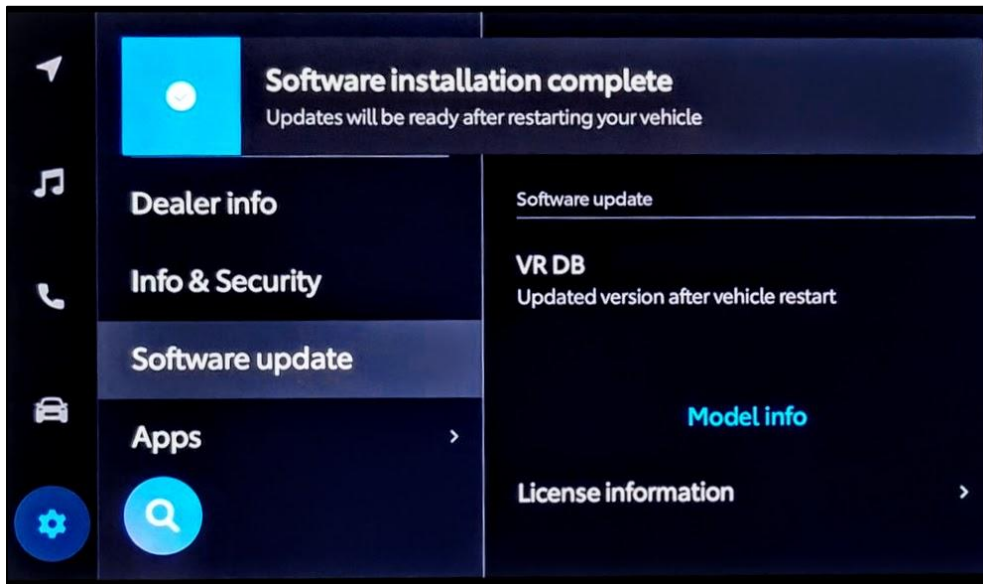 Software installation complete
Updates will be ready after restarting your vehicle
Dealer info
Info & Security
Software update
Apps
Software update
VR DB
Updated version after vehicle restart
Model info
License information